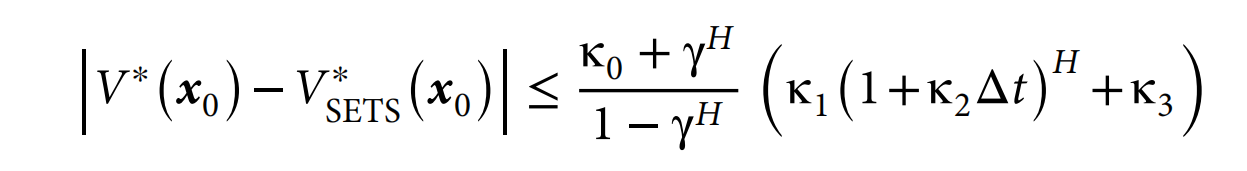 |V*(x₀) − V*_SETS(x₀)| ≤ (κ₀ + γ^H)/(1 − γ^H) (κ₁(1+κ₂Δt)^H + κ₃)